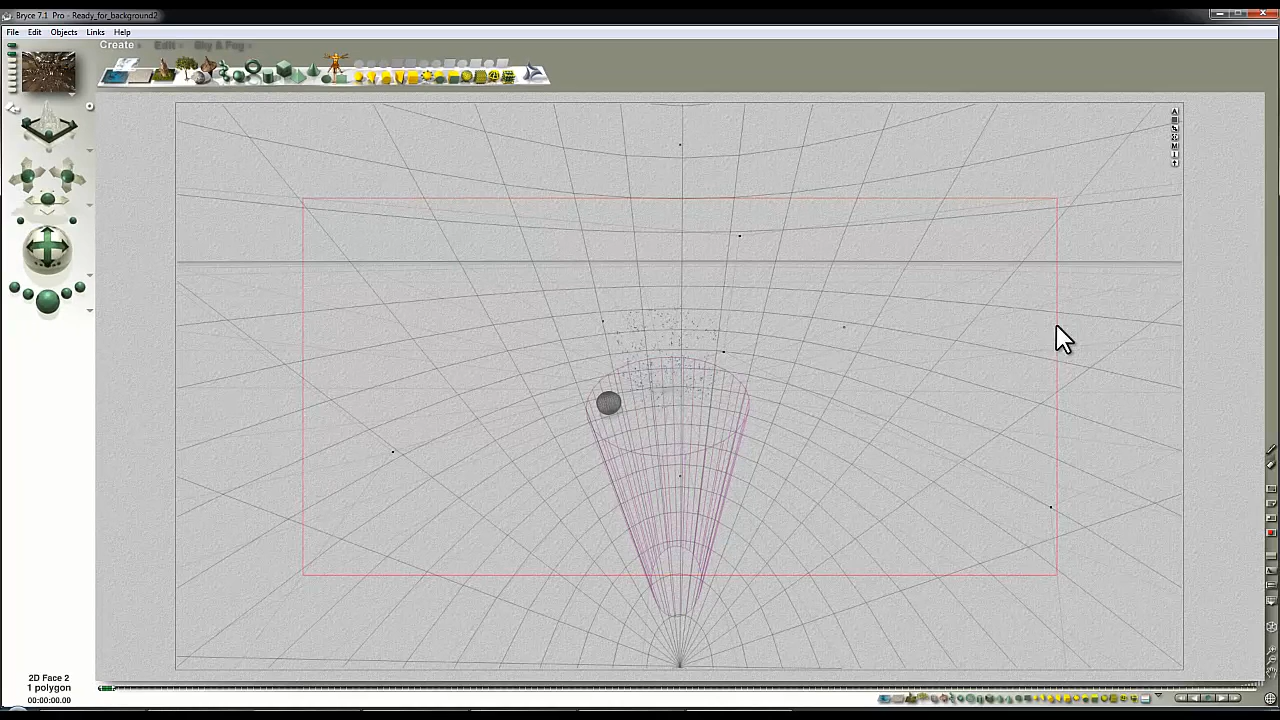 Bryce 7.1 Pro - Ready_for_background2
File Edit Objects Links Help
Create Edit Sky & Fog
A
M
2D Face 2
1 polygon
00:00:00.00